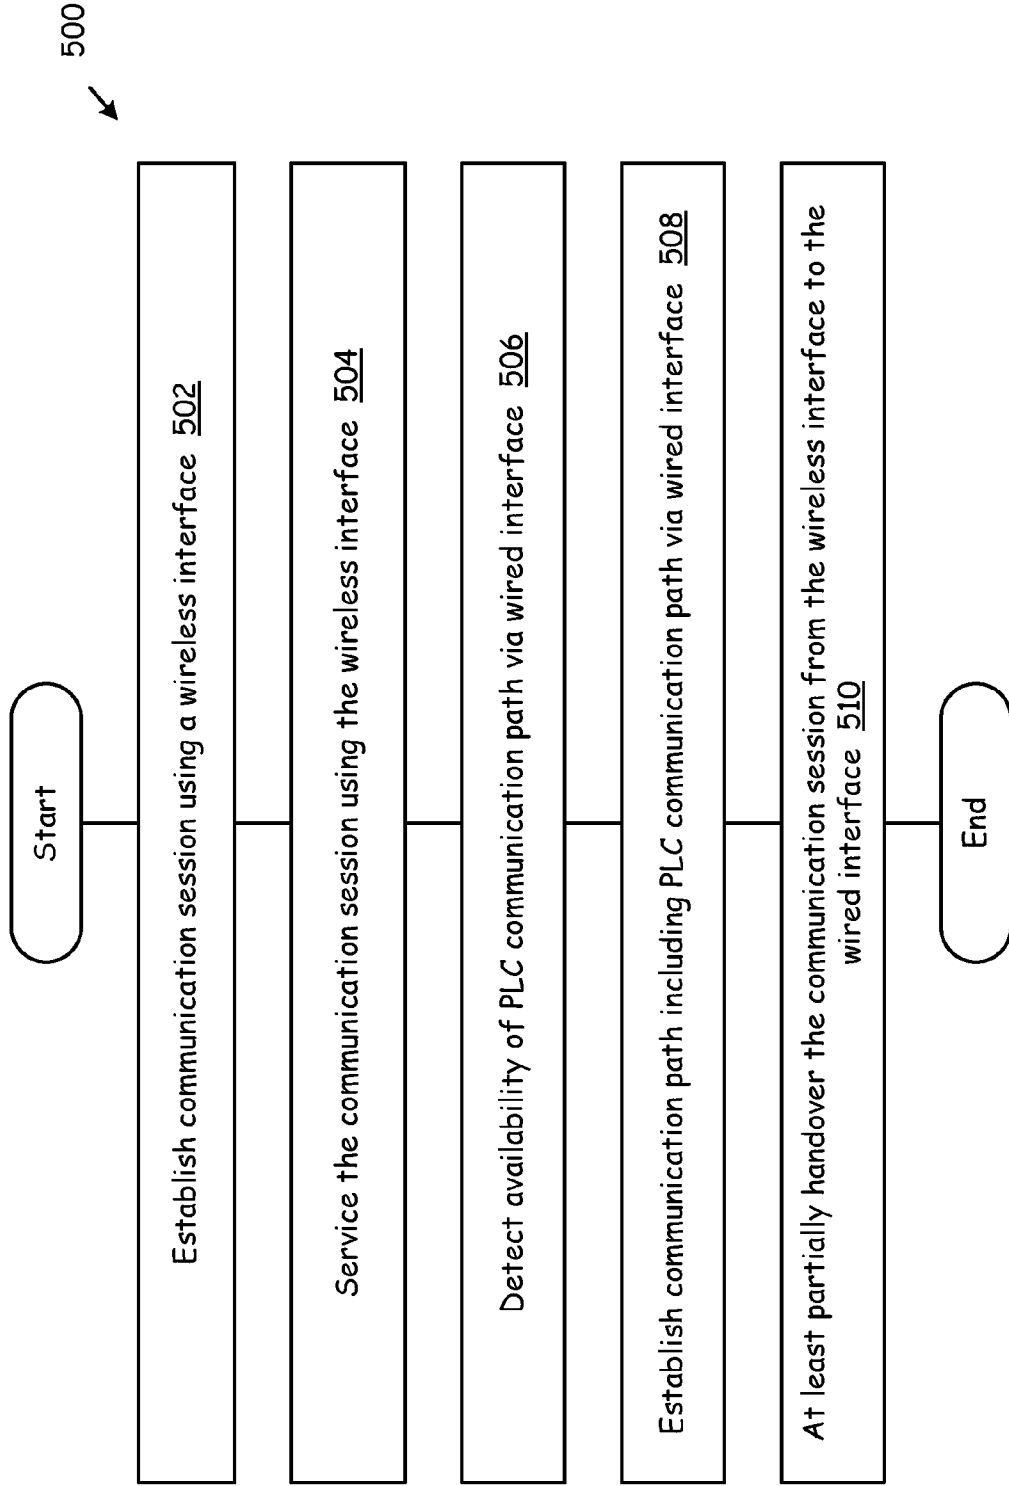 500
Start
Establish communication session using a wireless interface 502
Service the communication session using the wireless interface 504
Detect availability of PLC communication path via wired interface 506
Establish communication path including PLC communication path via wired interface 508
At least partially handover the communication session from the wireless interface to the
wired interface 510
End